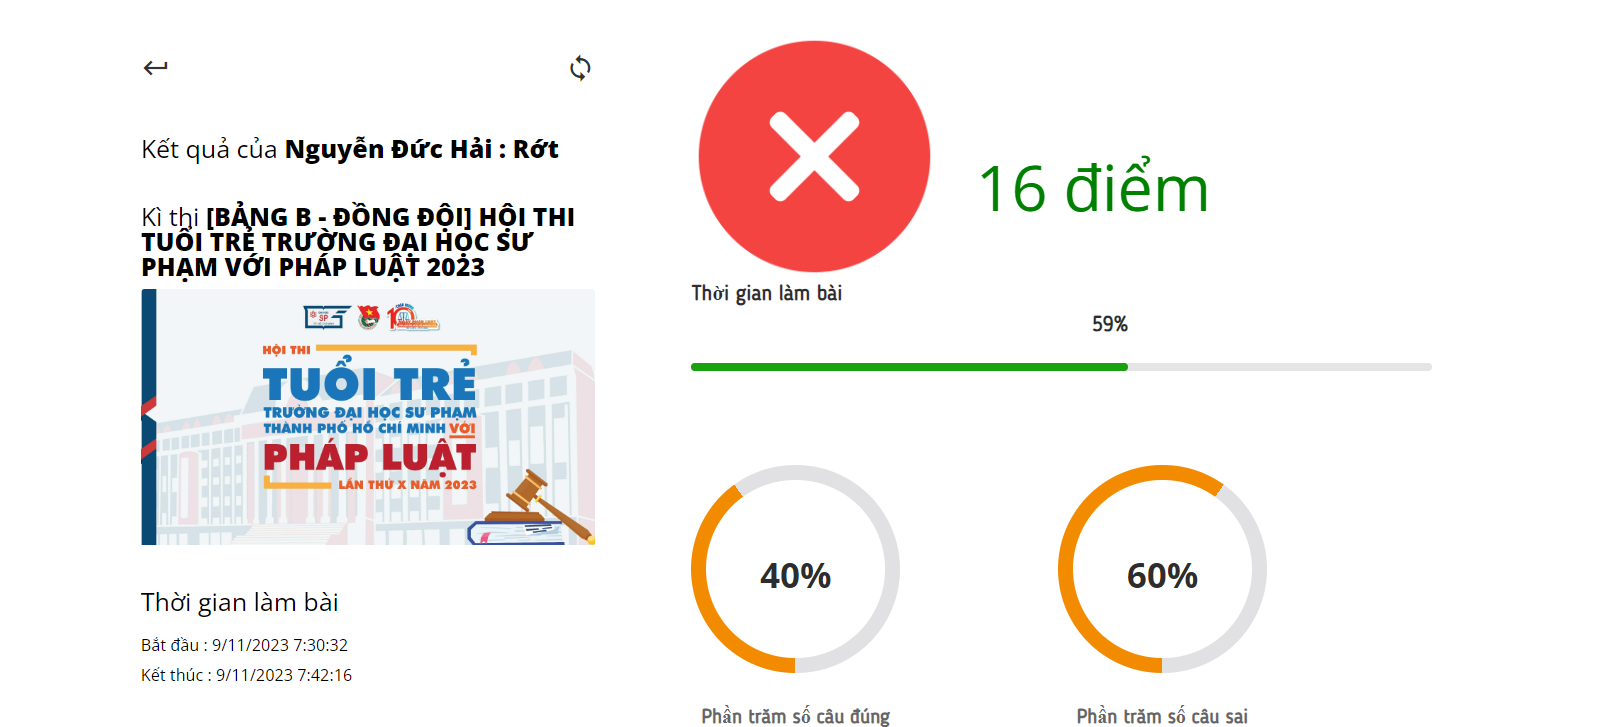 Kết quả của Nguyễn Đức Hải : Rớt
Kì thi [BẢNG B - ĐỒNG ĐỘI] HỘI THI
TUỔI TRẺ TRƯỜNG ĐẠI HỌC SƯ
PHẠM VỚI PHÁP LUẬT 2023
SP
HỘI THI
TUỔI TRẺ
TRƯỜNG ĐẠI HỌC SƯ PHẠM
THÀNH PHỐ HỒ CHÍ MINH VỚI
PHÁP LUẬT
LẦN THỨ X NĂM 2023
Thời gian làm bài
Bắt đầu : 9/11/2023 7:30:32
Kết thúc : 9/11/2023 7:42:16
16 điểm
Thời gian làm bài
59%
40%
Phần trăm số câu đúng
60%
Phần trăm số câu sai